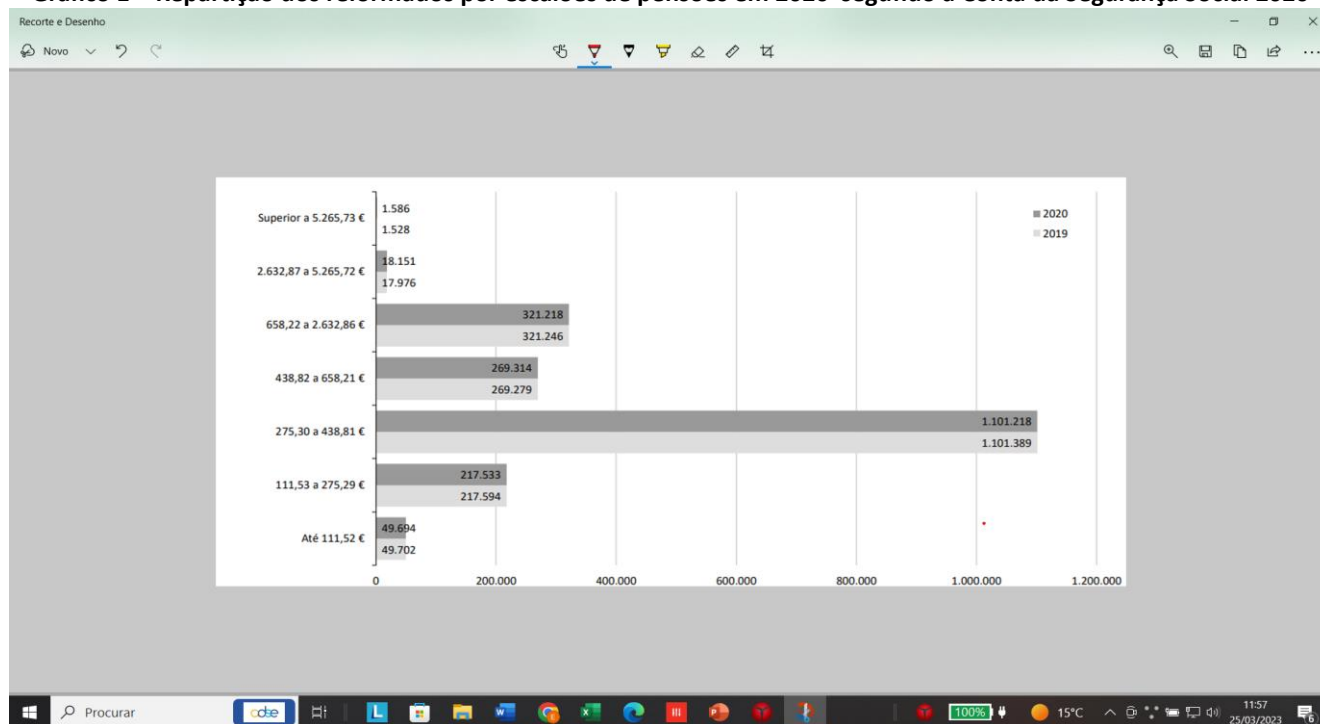 Gráfico 1 – Repartição dos reformados por escalões de pensões em 2020 segundo a Conta da Segurança Social 2020
Recorte e Desenho
Novo
2020
2019
Superior a 5.265,73 €
1.586
1.528
2.632,87 a 5.265,72 €
18.151
17.976
658,22 a 2.632,86 €
321.218
321.246
438,82 a 658,21 €
269.314
269.279
275,30 a 438,81 €
1.101.218
1.101.389
111,53 a 275,29 €
217.533
217.594
Até 111,52 €
49.694
49.702
0 200.000 400.000 600.000 800.000 1.000.000 1.200.000
Procurar
100%
15°C
11:57
25/03/2023
6